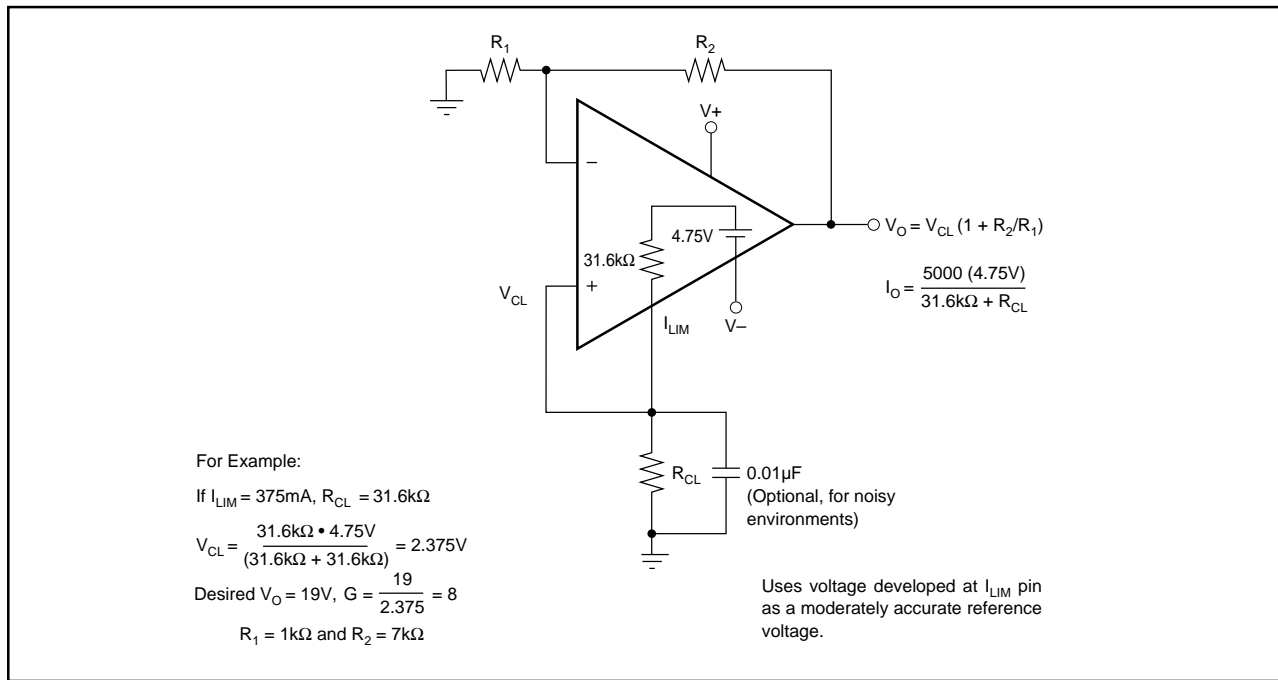 R1
R2
V+
–
4.75V
VO = VCL (1 + R2/R1)
31.6kΩ
+
VCL
IO = 5000 (4.75V) / 31.6kΩ + RCL
ILIM
V–
RCL
0.01µF
(Optional, for noisy
environments)
For Example:
If ILIM = 375mA, RCL = 31.6kΩ
VCL = 31.6kΩ • 4.75V / (31.6kΩ + 31.6kΩ) = 2.375V
Desired VO = 19V, G = 19 / 2.375 = 8
R1 = 1kΩ and R2 = 7kΩ
Uses voltage developed at ILIM pin
as a moderately accurate reference
voltage.